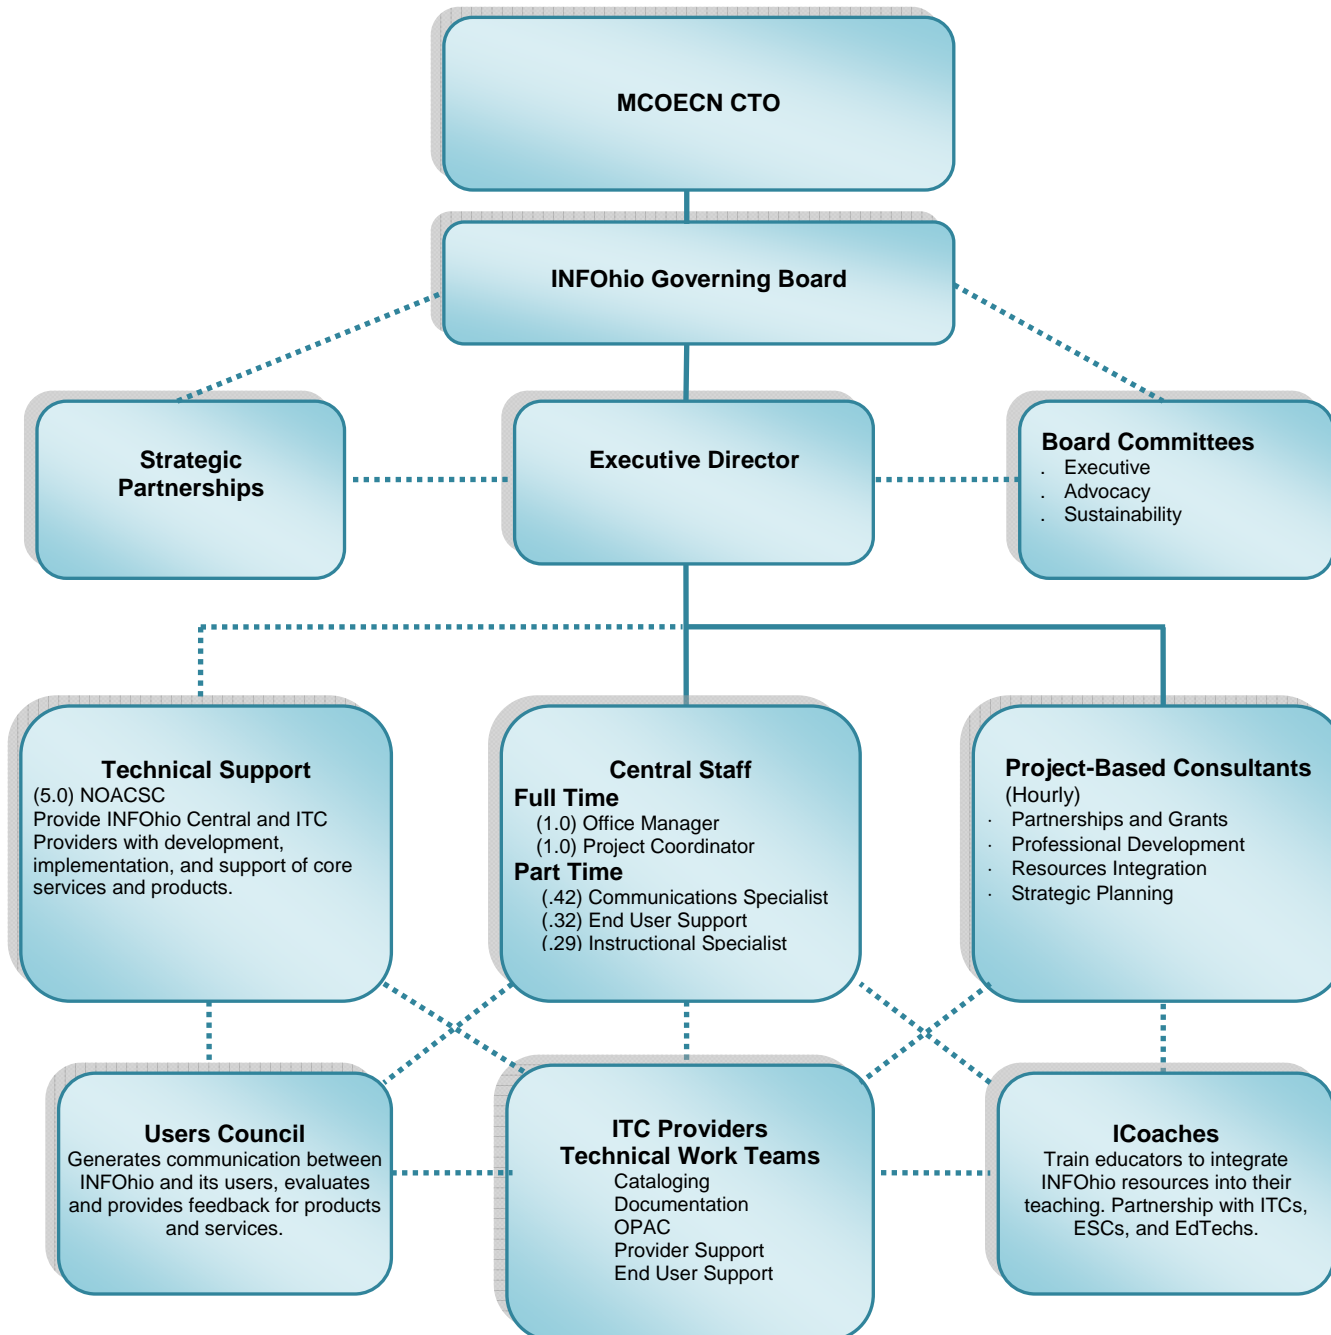 MCOECN CTO
INFOhio Governing Board
Strategic
Partnerships
Executive Director
Board Committees
. Executive
. Advocacy
. Sustainability
Technical Support
(5.0) NOACSC
Provide INFOhio Central and ITC
Providers with development,
implementation, and support of core
services and products.
Central Staff
Full Time
(1.0) Office Manager
(1.0) Project Coordinator
Part Time
(.42) Communications Specialist
(.32) End User Support
(.29) Instructional Specialist
Project-Based Consultants
(Hourly)
· Partnerships and Grants
· Professional Development
· Resources Integration
· Strategic Planning
Users Council
Generates communication between
INFOhio and its users, evaluates
and provides feedback for products
and services.
ITC Providers
Technical Work Teams
Cataloging
Documentation
OPAC
Provider Support
End User Support
ICoaches
Train educators to integrate
INFOhio resources into their
teaching. Partnership with ITCs,
ESCs, and EdTechs.